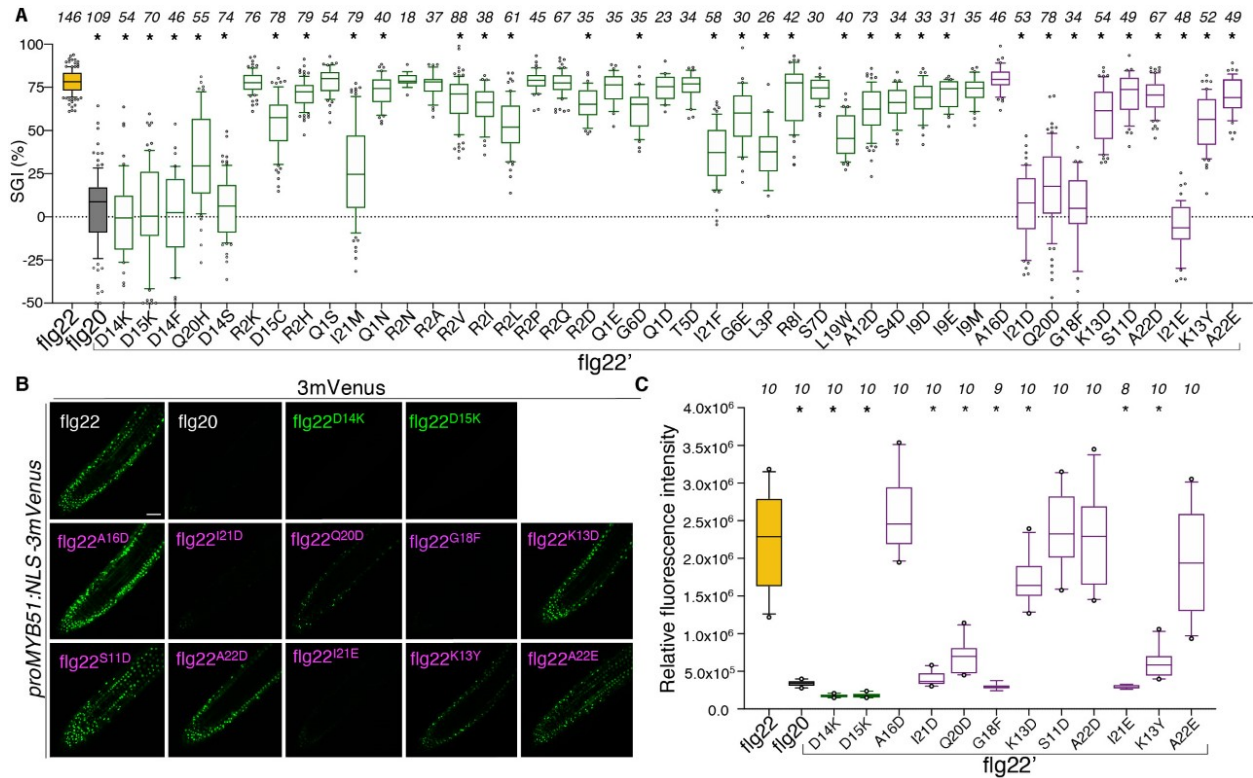 A
146 109 54 70 46 55 74 76 78 91 54 79 40 18 37 88 38 61 45 67 35 35 36 23 34 58 30 26 42 30 40 73 34 33 31 35 46 53 78 34 54 49 67 48 52 49
* * * * * * * * * * * * * * * * * * * * * * * * * * * * * * * * *
100
75
50
25
0
-25
-50
SGI (%)
flg22 flg20 D14K D15K D14F Q20H D14S R2K D15C R2H Q1S I21M Q1N R2N R2A R2V R2I R2L R2P R2Q R2D Q1E G6D Q1D T5D I21F G6E L3P R8I S7D L19W A12D S4D I9D I9E I9M A16D I21D Q20D G18F K13D S11D A22D I21E K13Y A22E
flg22'
B
3mVenus
proMYB51:NLS-3mVenus
flg22 flg20 flg22D14K flg22D15K
flg22A16D flg22I21D flg22Q20D flg22G18F flg22K13D
flg22S11D flg22A22D flg22I21E flg22K13Y flg22A22E
C
10 10 10 10 10 10 10 9 10 10 10 8 10 10
* * * * * * * * *
4.0x10⁶
3.5x10⁶
3.0x10⁶
2.5x10⁶
2.0x10⁶
1.5x10⁶
1.0x10⁶
5.0x10⁵
0.0
Relative fluorescence intensity
flg22 flg20 D14K D15K A16D I21D Q20D G18F K13D S11D A22D I21E K13Y A22E
flg22'